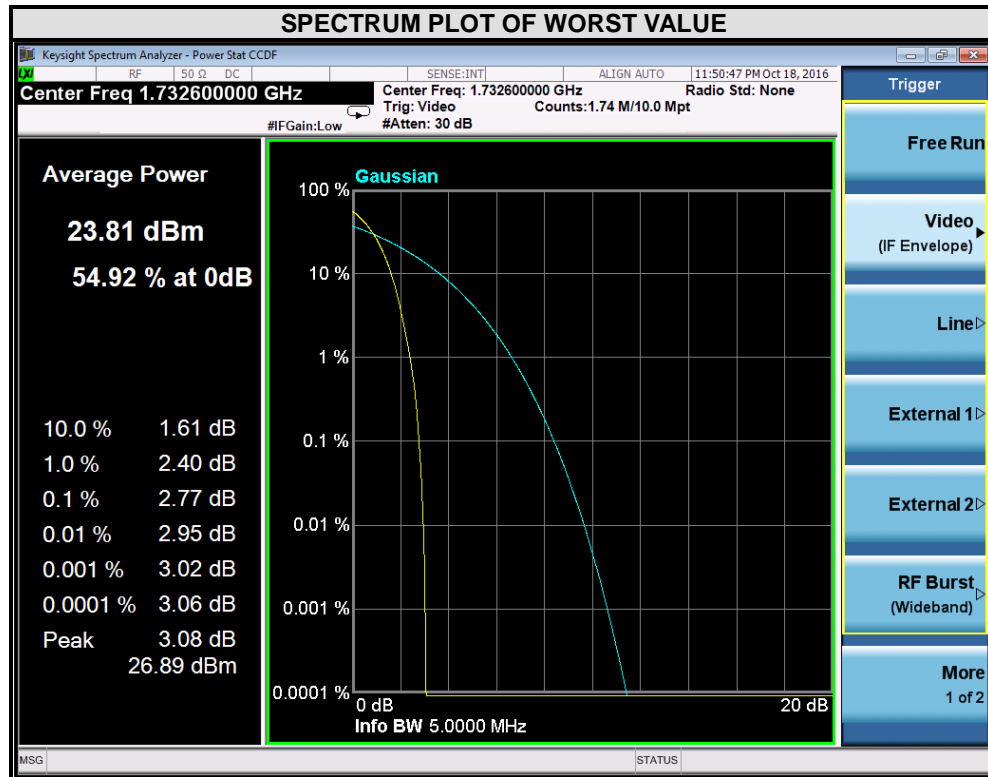 SPECTRUM PLOT OF WORST VALUE
Keysight Spectrum Analyzer - Power Stat CCDF
LXI RF 50 Ω DC SENSE:INT ALIGN AUTO 11:50:47 PM Oct 18, 2016
Center Freq 1.732600000 GHz
Center Freq: 1.732600000 GHz Radio Std: None
Trig: Video Counts:1.74 M/10.0 Mpt
#IFGain:Low #Atten: 30 dB
Average Power
23.81 dBm
54.92 % at 0dB
10.0 % 1.61 dB
1.0 % 2.40 dB
0.1 % 2.77 dB
0.01 % 2.95 dB
0.001 % 3.02 dB
0.0001 % 3.06 dB
Peak 3.08 dB
26.89 dBm
Gaussian
100 %
10 %
1 %
0.1 %
0.01 %
0.001 %
0.0001 %
0 dB 20 dB
Info BW 5.0000 MHz
Trigger
Free Run
Video
(IF Envelope)
Line
External 1
External 2
RF Burst
(Wideband)
More
1 of 2
MSG STATUS